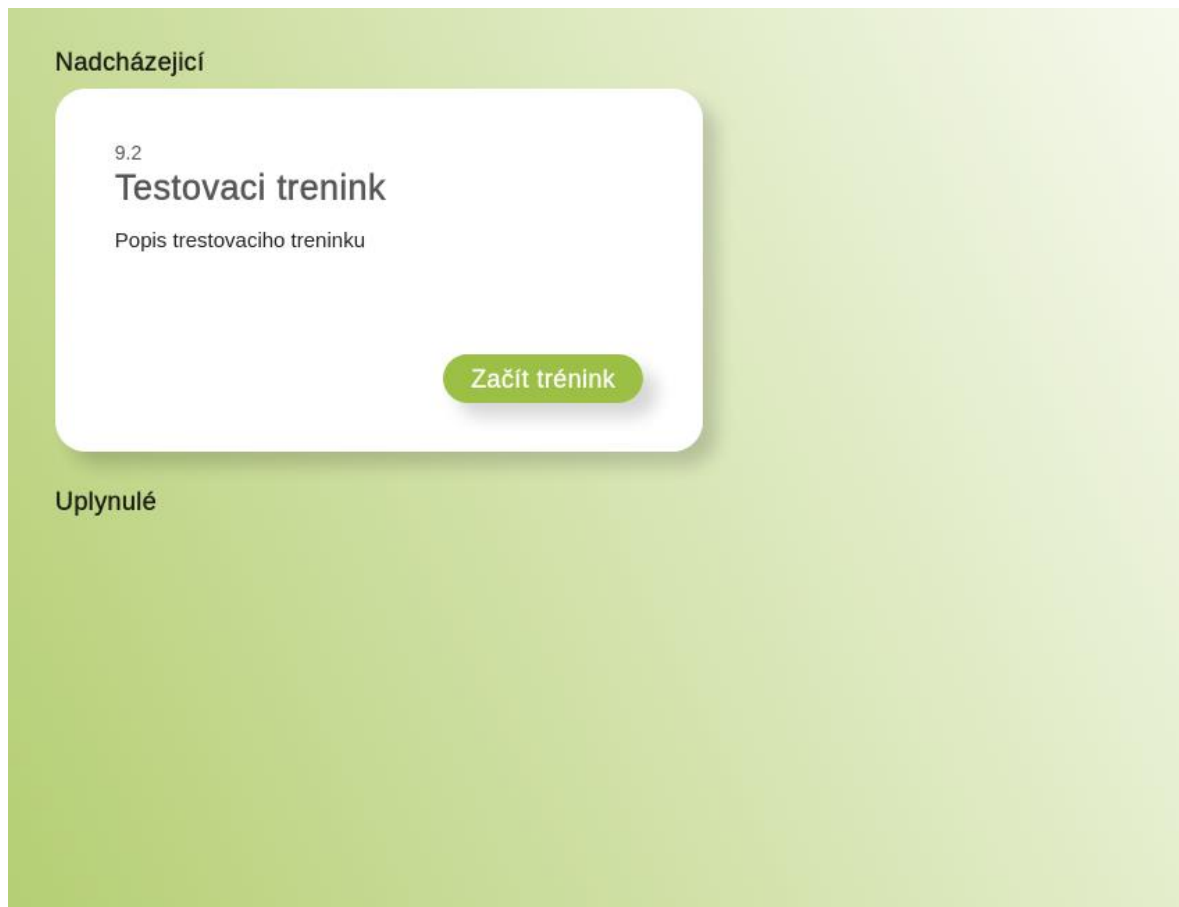 Nadcházejicí
9.2
Testovaci trenink
Popis trestovaciho treninku
Začít trénink
Uplynulé